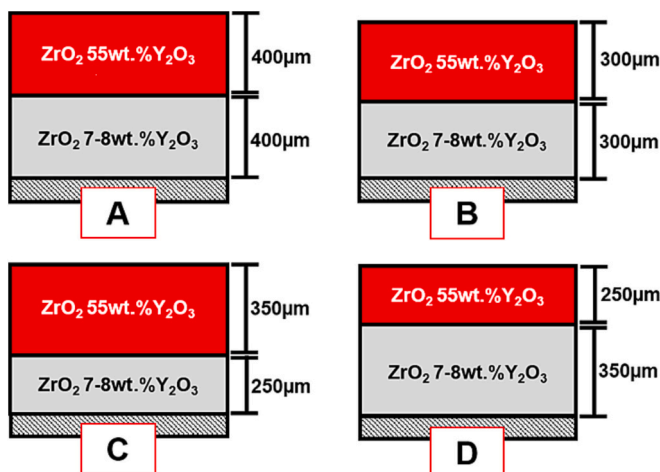 ZrO₂ 55wt.%Y₂O₃
400μm
ZrO₂ 7-8wt.%Y₂O₃
400μm
A
ZrO₂ 55wt.%Y₂O₃
300μm
ZrO₂ 7-8wt.%Y₂O₃
300μm
B
ZrO₂ 55wt.%Y₂O₃
350μm
ZrO₂ 7-8wt.%Y₂O₃
250μm
C
ZrO₂ 55wt.%Y₂O₃
250μm
ZrO₂ 7-8wt.%Y₂O₃
350μm
D